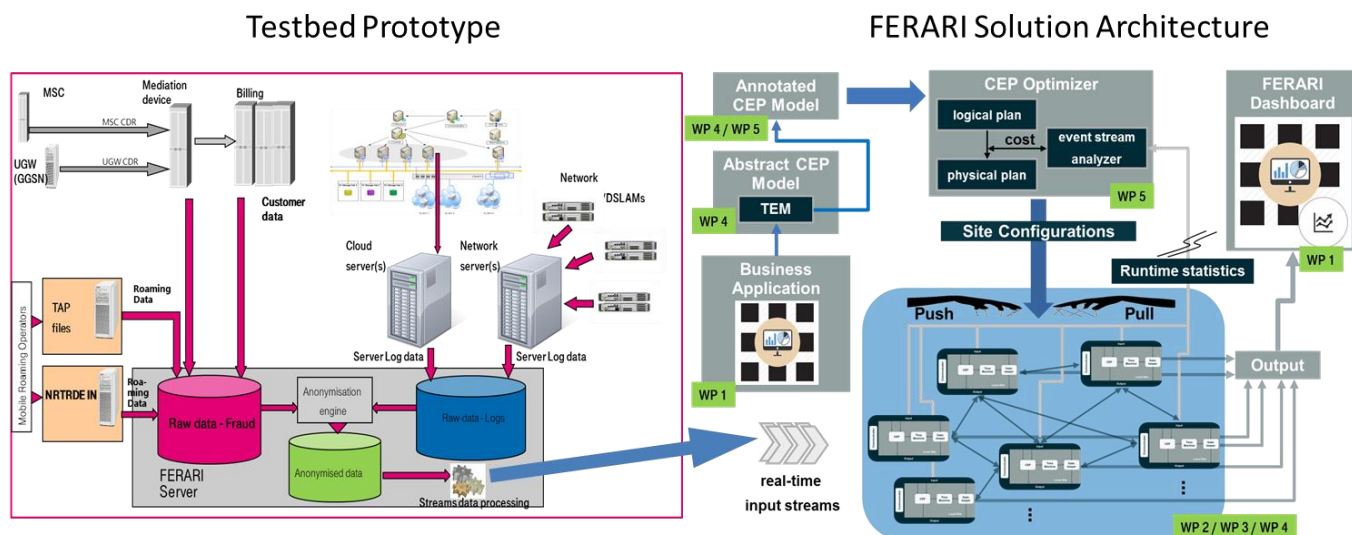 Testbed Prototype
FERARI Solution Architecture
MSC
Mediation
device
Billing
MSC CDR
UGW
(GGSN)
UGW CDR
Customer
data
Network
/DSLAMs
Cloud
server(s)
Network
server(s)
Mobile Roaming Operators
TAP
files
Roaming
Data
NRTRDE IN
Roa-
ming
Data
Server Log data
Server Log data
Raw data - Fraud
Anonymisation
engine
Raw-data - Logs
Anonymised data
FERARI
Server
Streams data processing
Annotated
CEP Model
WP 4 / WP 5
Abstract CEP
Model
TEM
WP 4
Business
Application
WP 1
real-time
input streams
CEP Optimizer
logical plan
cost
event stream
analyzer
physical plan
WP 5
Site Configurations
Runtime statistics
FERARI
Dashboard
WP 1
Push
Pull
Output
...
...
WP 2 / WP 3 / WP 4